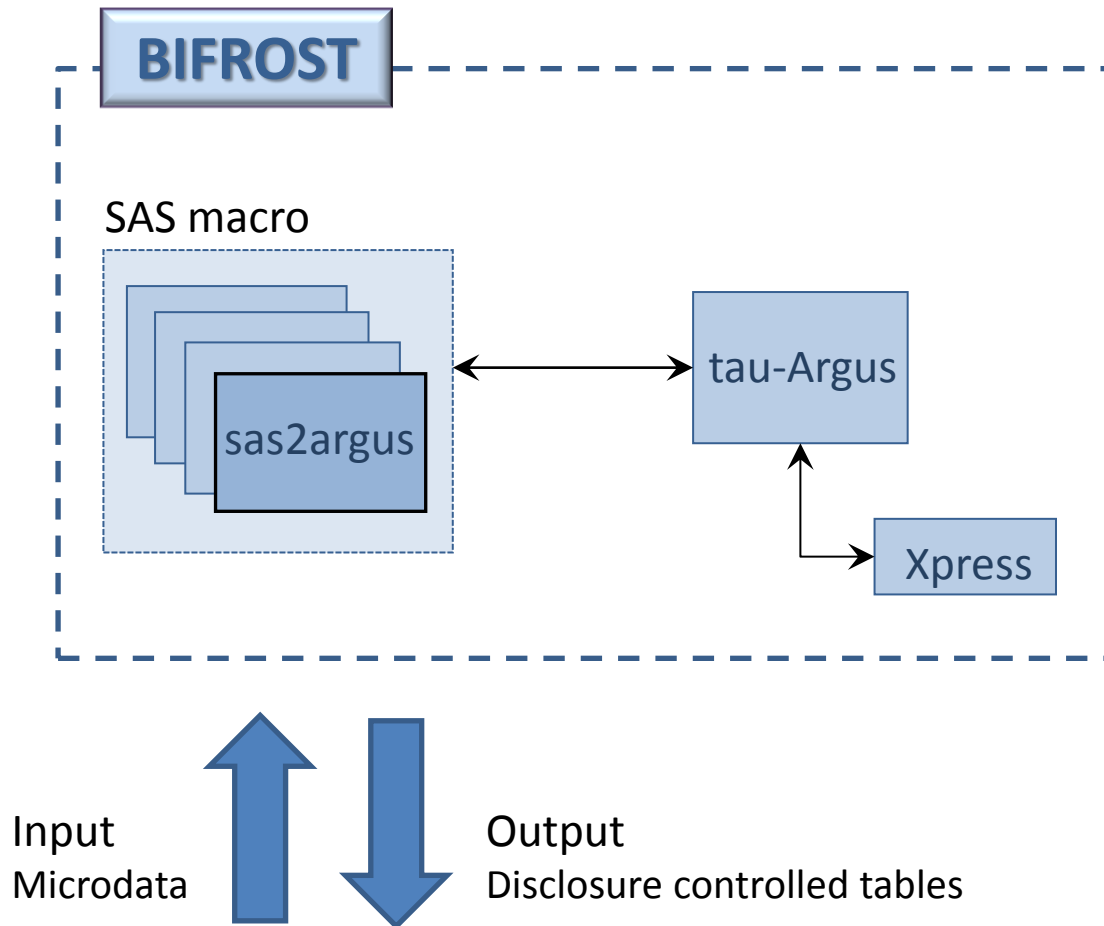 BIFROST
SAS macro
sas2argus
tau-Argus
Xpress
Input
Microdata
Output
Disclosure controlled tables